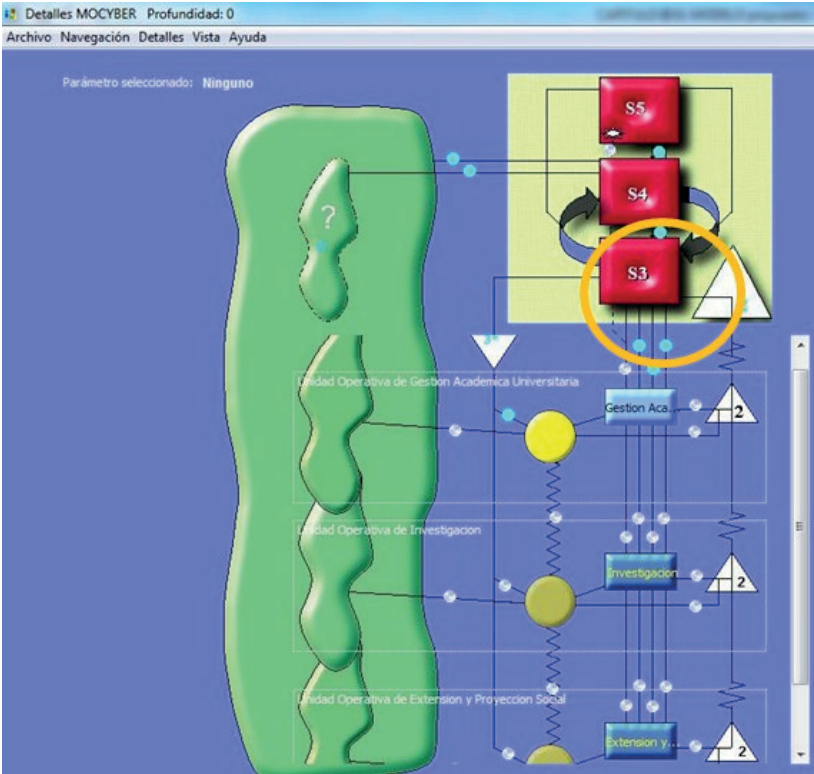 Detalles MOCYBER Profundidad: 0
Archivo Navegación Detalles Vista Ayuda
Parámetro seleccionado: Ninguno
S5
S4
?
S3
Unidad Operativa de Gestion Academica Universitaria
Gestion Aca...
2
Unidad Operativa de Investigacion
Investigacion
2
Unidad Operativa de Extension y Proyeccion Social
Extension y...
2